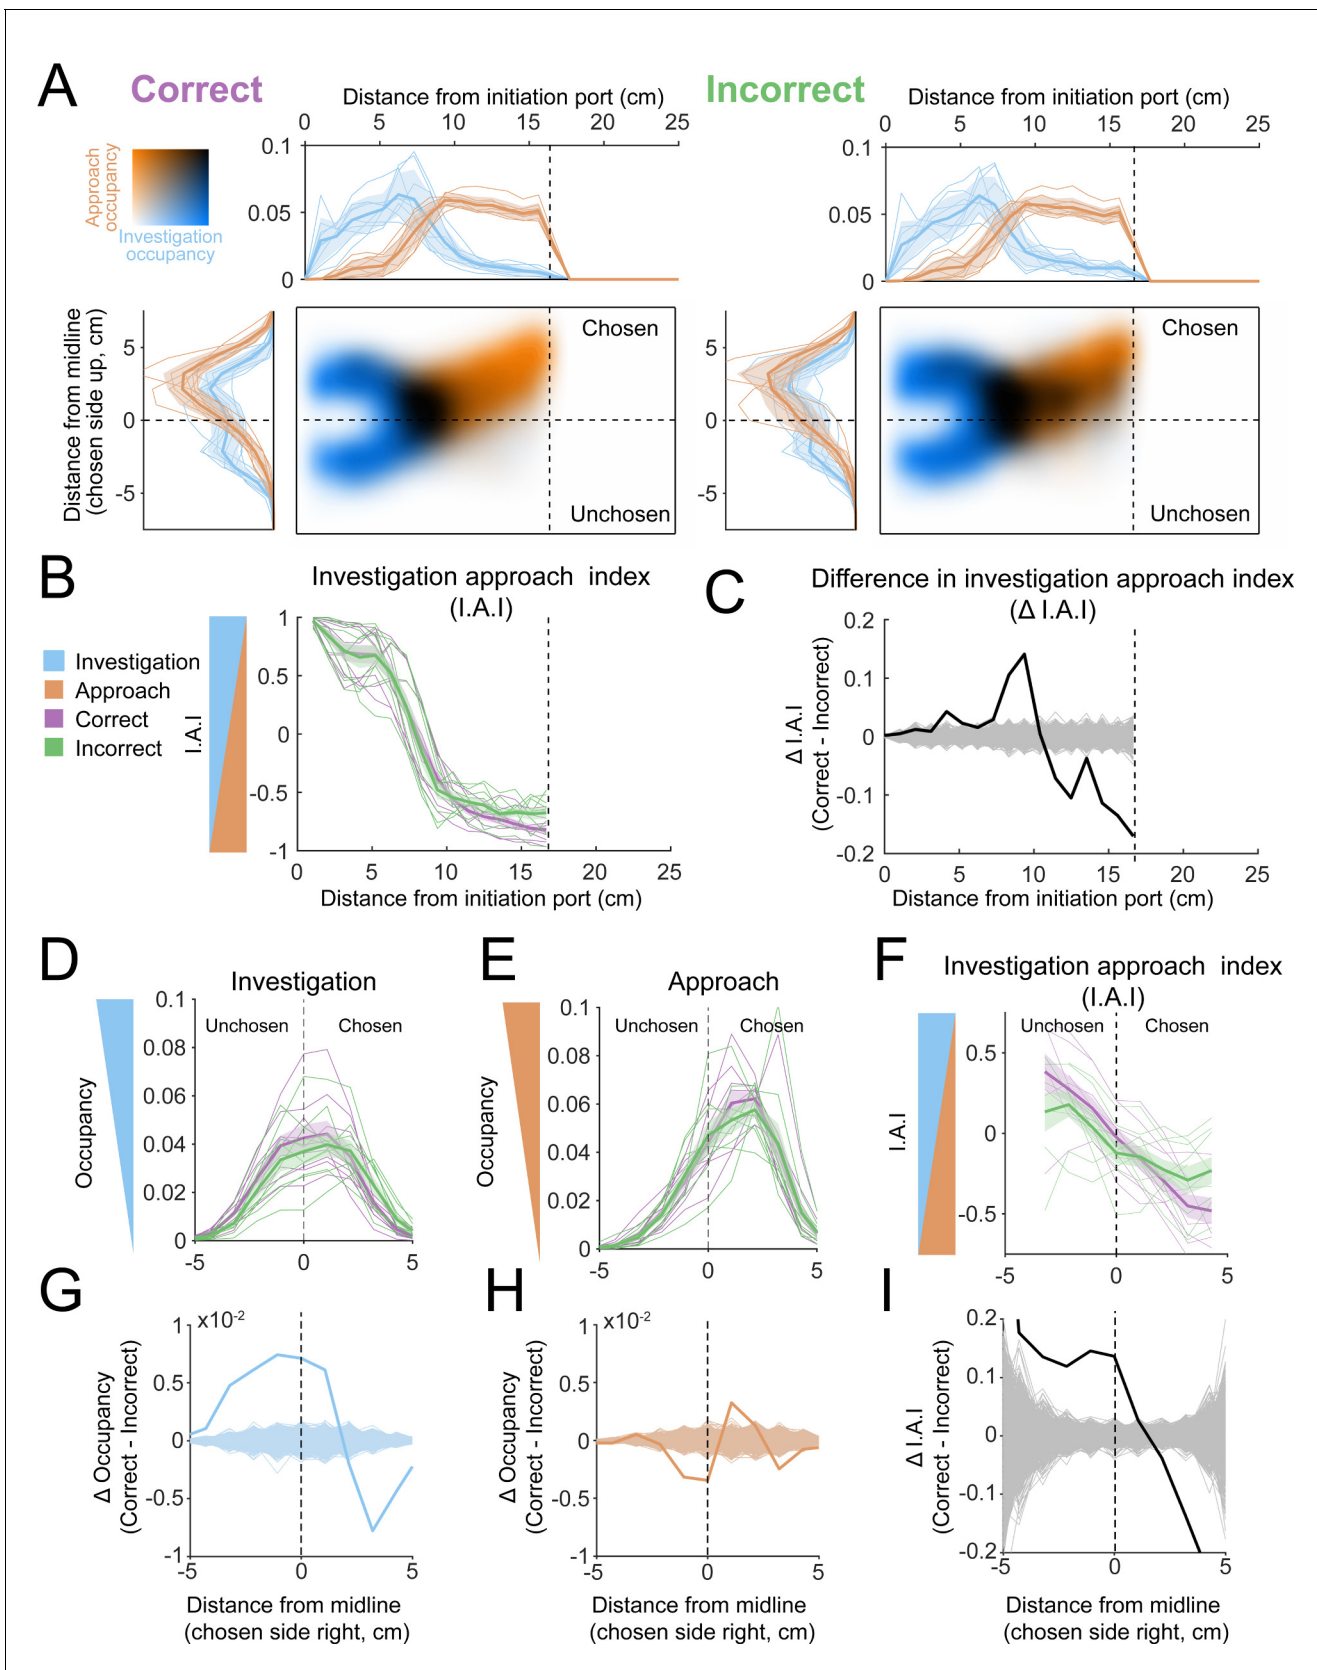 A
Correct
Distance from initiation port (cm)
0 5 10 20 25
0.1
0.05
0
Approach
occupancy
Investigation
occupancy
Incorrect
Distance from initiation port (cm)
0 5 10 20 25
0.1
0.05
0
Distance from midline
(chosen side up, cm)
5
0
-5
Chosen
Unchosen
5
0
-5
Chosen
Unchosen
B
Investigation approach index
(I.A.I)
Investigation
Approach
Correct
Incorrect
I.A.I
1
0.5
0
-0.5
-1
0 5 10 15 20 25
Distance from initiation port (cm)
C
Difference in investigation approach index
(Δ I.A.I)
Δ I.A.I
(Correct - Incorrect)
0.2
0.1
0
-0.1
-0.2
0 5 10 15 20 25
Distance from initiation port (cm)
D
Investigation
Occupancy
0.1
0.08
0.06
0.04
0.02
0
Unchosen Chosen
-5 0 5
E
Approach
Occupancy
0.1
0.08
0.06
0.04
0.02
0
Unchosen Chosen
-5 0 5
F
Investigation approach index
(I.A.I)
I.A.I
0.5
0
-0.5
Unchosen Chosen
-5 0 5
G
Δ Occupancy
(Correct - Incorrect)
x10-2
1
0.5
0
-0.5
-1
-5 0 5
Distance from midline
(chosen side right, cm)
H
Δ Occupancy
(Correct - Incorrect)
x10-2
1
0.5
0
-0.5
-1
-5 0 5
Distance from midline
(chosen side right, cm)
I
Δ I.A.I
(Correct - Incorrect)
0.2
0.1
0
-0.1
-0.2
-5 0 5
Distance from midline
(chosen side right, cm)